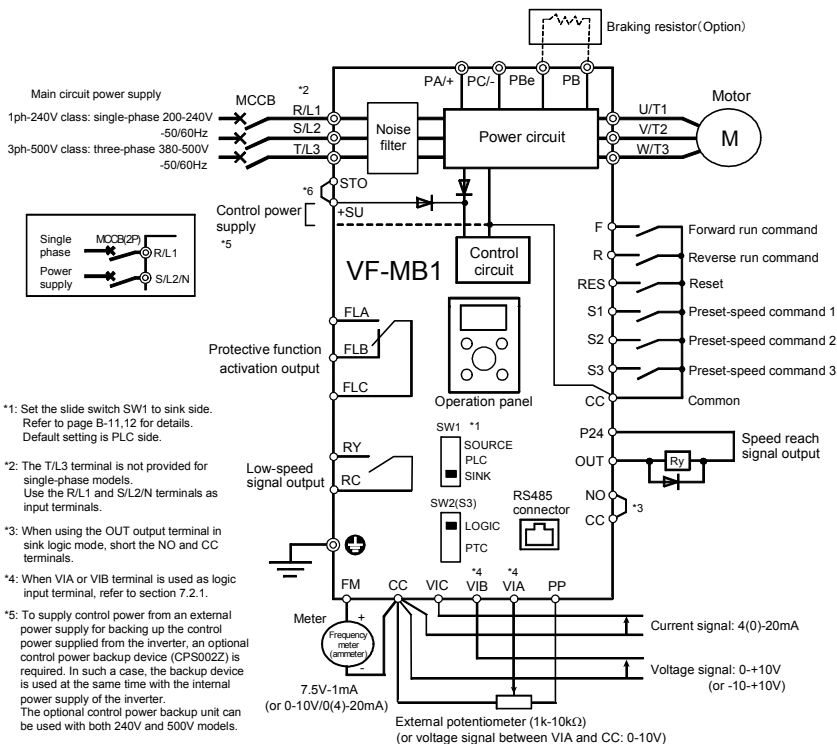 Braking resistor(Option)
PA/+ PC/- PBe PB
Main circuit power supply
MCCB
*2
1ph-240V class: single-phase 200-240V
-50/60Hz
3ph-500V class: three-phase 380-500V
-50/60Hz
R/L1
S/L2
T/L3
Noise
filter
Power circuit
U/T1
V/T2
W/T3
Motor
M
*6
STO
+SU
Control power
supply
*5
Control
circuit
Single
phase
Power
supply
MCCB(2P)
R/L1
S/L2/N
VF-MB1
F
Forward run command
R
Reverse run command
RES
Reset
S1
Preset-speed command 1
S2
Preset-speed command 2
S3
Preset-speed command 3
CC
Common
FLA
FLB
FLC
Protective function
activation output
Operation panel
P24
OUT
Ry
Speed reach
signal output
NO
CC
*3
SW1 *1
SOURCE
PLC
SINK
RY
RC
Low-speed
signal output
SW2(S3)
LOGIC
PTC
RS485
connector
*1: Set the slide switch SW1 to sink side.
Refer to page B-11,12 for details.
Default setting is PLC side.
*2: The T/L3 terminal is not provided for
single-phase models.
Use the R/L1 and S/L2/N terminals as
input terminals.
*3: When using the OUT output terminal in
sink logic mode, short the NO and CC
terminals.
*4: When VIA or VIB terminal is used as logic
input terminal, refer to section 7.2.1.
*5: To supply control power from an external
power supply for backing up the control
power supplied from the inverter, an optional
control power backup device (CPS002Z) is
required. In such a case, the backup device
is used at the same time with the internal
power supply of the inverter.
The optional control power backup unit can
be used with both 240V and 500V models.
*4 *4
FM CC VIC VIB VIA PP
Meter
+
Frequency
meter
(ammeter)
-
7.5V-1mA
(or 0-10V/0(4)-20mA)
Current signal: 4(0)-20mA
Voltage signal: 0-+10V
(or -10-+10V)
External potentiometer (1k-10kΩ)
(or voltage signal between VIA and CC: 0-10V)